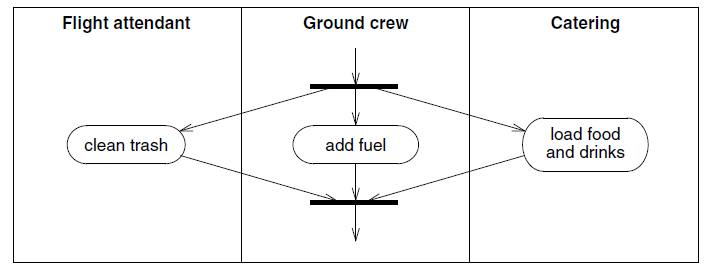 Flight attendant
Ground crew
Catering
clean trash
add fuel
load food
and drinks